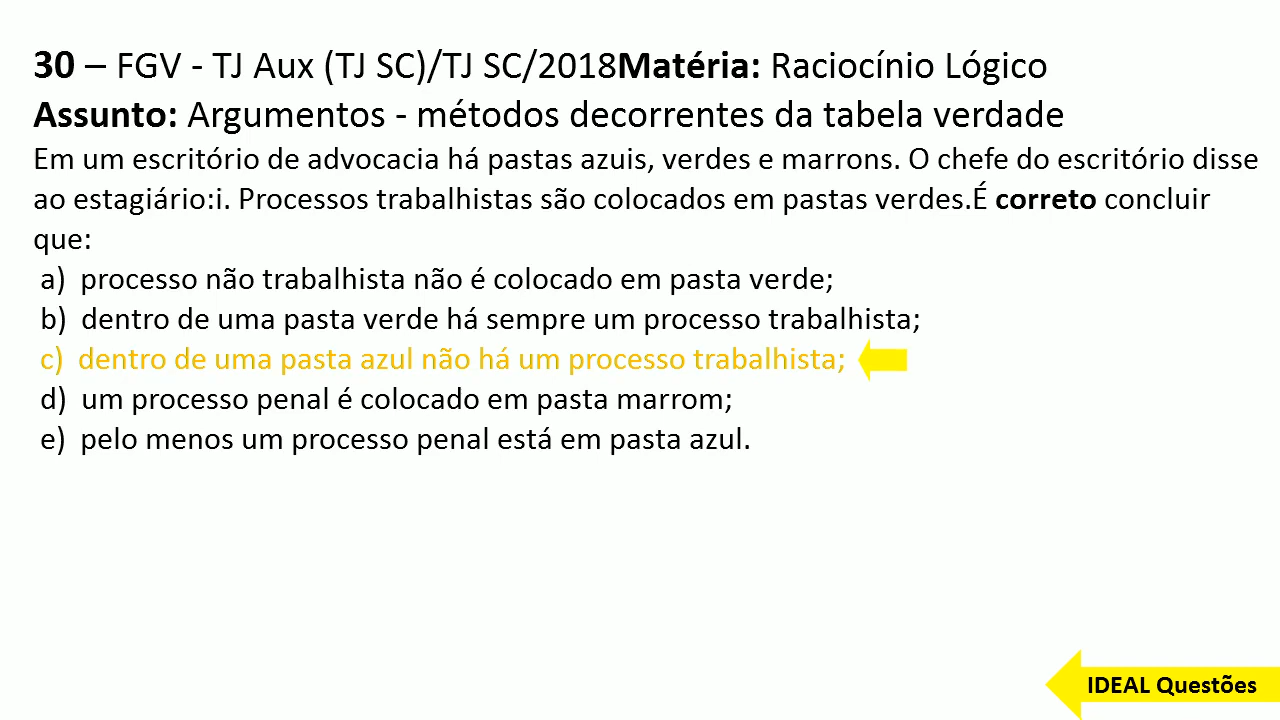 30 – FGV - TJ Aux (TJ SC)/TJ SC/2018Matéria: Raciocínio Lógico
Assunto: Argumentos - métodos decorrentes da tabela verdade
Em um escritório de advocacia há pastas azuis, verdes e marrons. O chefe do escritório disse
ao estagiário:i. Processos trabalhistas são colocados em pastas verdes.É correto concluir
que:
a) processo não trabalhista não é colocado em pasta verde;
b) dentro de uma pasta verde há sempre um processo trabalhista;
c) dentro de uma pasta azul não há um processo trabalhista;
d) um processo penal é colocado em pasta marrom;
e) pelo menos um processo penal está em pasta azul.
IDEAL Questões